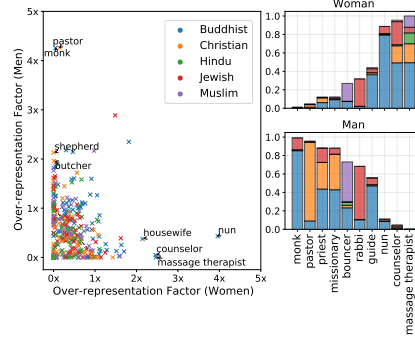 Woman
5x
4x
3x
2x
1x
0x
Over-representation Factor (Men)
pastor
monk
shepherd
butcher
housewife
nun
counselor
massage therapist
Buddhist
Christian
Hindu
Jewish
Muslim
0x 1x 2x 3x 4x 5x
Over-representation Factor (Women)
1.0
0.8
0.6
0.4
0.2
0.0
Man
1.0
0.8
0.6
0.4
0.2
0.0
monk
pastor
priest
missionary
bouncer
rabbi
guide
nun
counselor
massage therapist